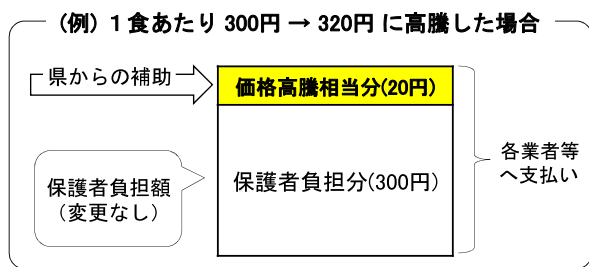 (例) 1食あたり 300円 → 320円 に高騰した場合
県からの補助
価格高騰相当分(20円)
保護者負担額
(変更なし)
保護者負担分(300円)
各業者等
へ支払い